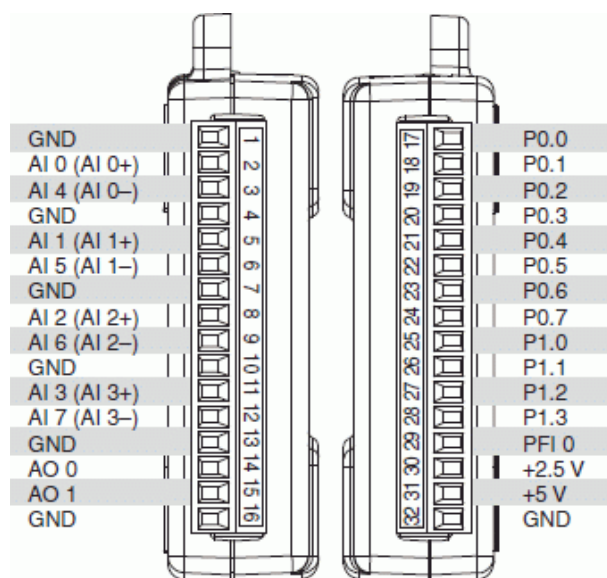 GND 1
AI 0 (AI 0+) 2
AI 4 (AI 0–) 3
GND 4
AI 1 (AI 1+) 5
AI 5 (AI 1–) 6
GND 7
AI 2 (AI 2+) 8
AI 6 (AI 2–) 9
GND 10
AI 3 (AI 3+) 11
AI 7 (AI 3–) 12
GND 13
AO 0 14
AO 1 15
GND 16
17 P0.0
18 P0.1
19 P0.2
20 P0.3
21 P0.4
22 P0.5
23 P0.6
24 P0.7
25 P1.0
26 P1.1
27 P1.2
28 P1.3
29 PFI 0
30 +2.5 V
31 +5 V
32 GND